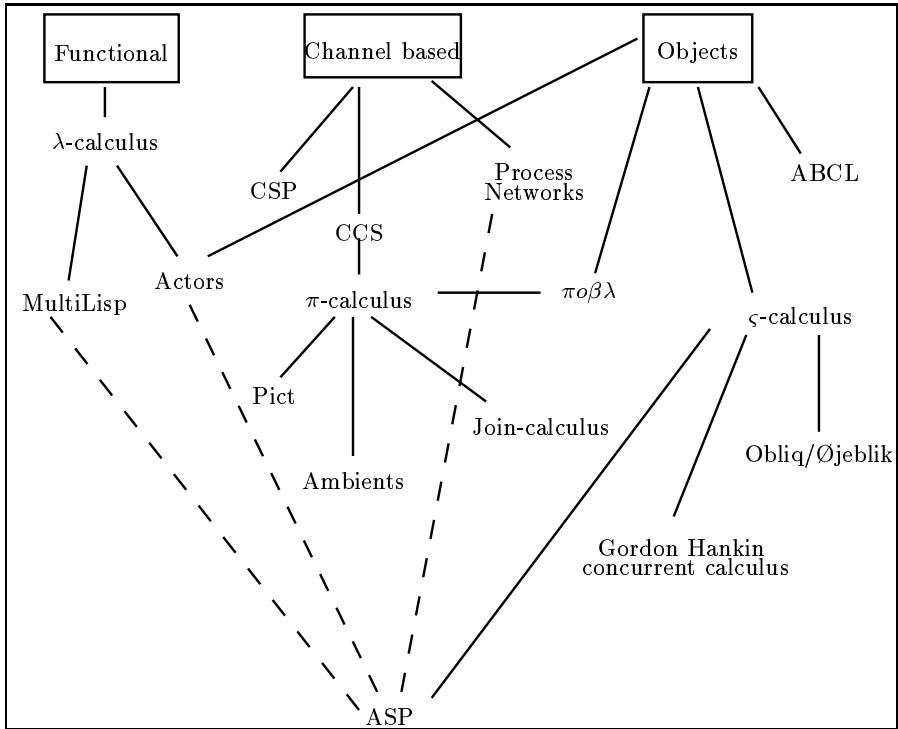 Functional
Channel based
Objects
λ-calculus
CSP
Process
Networks
ABCL
CCS
Actors
MultiLisp
π-calculus
πoβλ
ς-calculus
Pict
Join-calculus
Obliq/Øjeblik
Ambients
Gordon Hankin
concurrent calculus
ASP